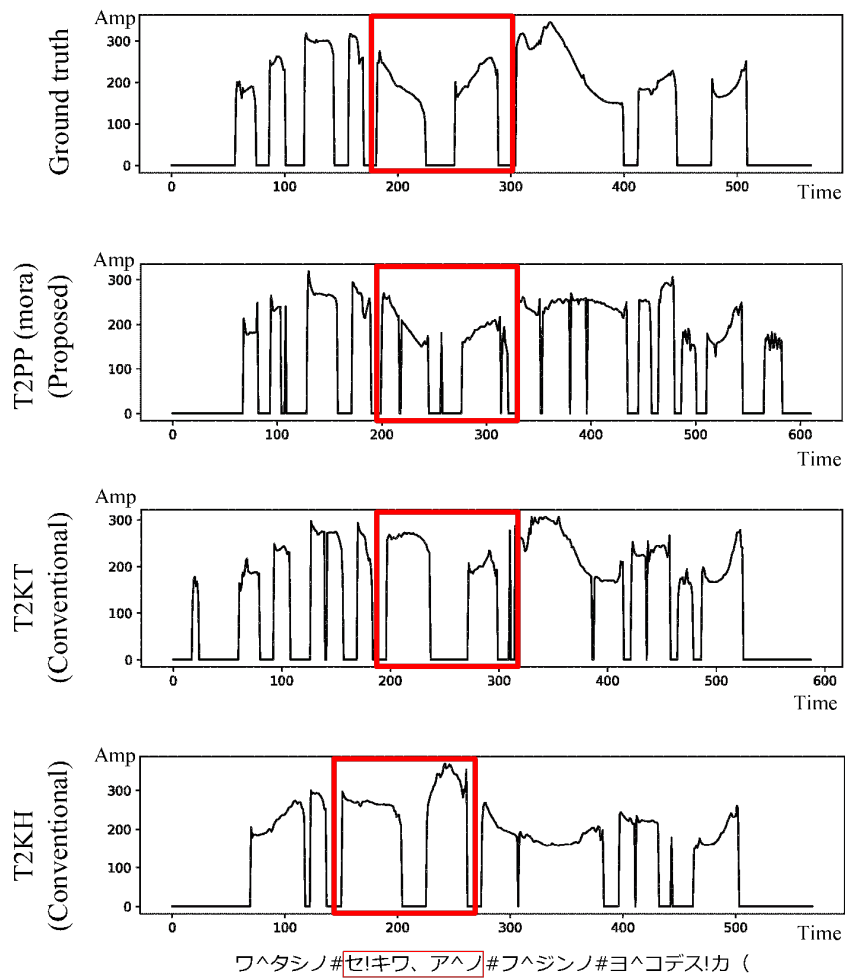 Amp
Ground truth
300
200
100
0
0 100 200 300 400 500
Time
Amp
T2PP (mora)
(Proposed)
300
200
100
0
0 100 200 300 400 500 600
Time
Amp
T2KT
(Conventional)
300
200
100
0
0 100 200 300 400 500 600
Time
Amp
T2KH
(Conventional)
300
200
100
0
0 100 200 300 400 500
Time
ワ^タシノ#セ!キワ、ア^ノ#フ^ジンノ#ヨ^コデス!カ（